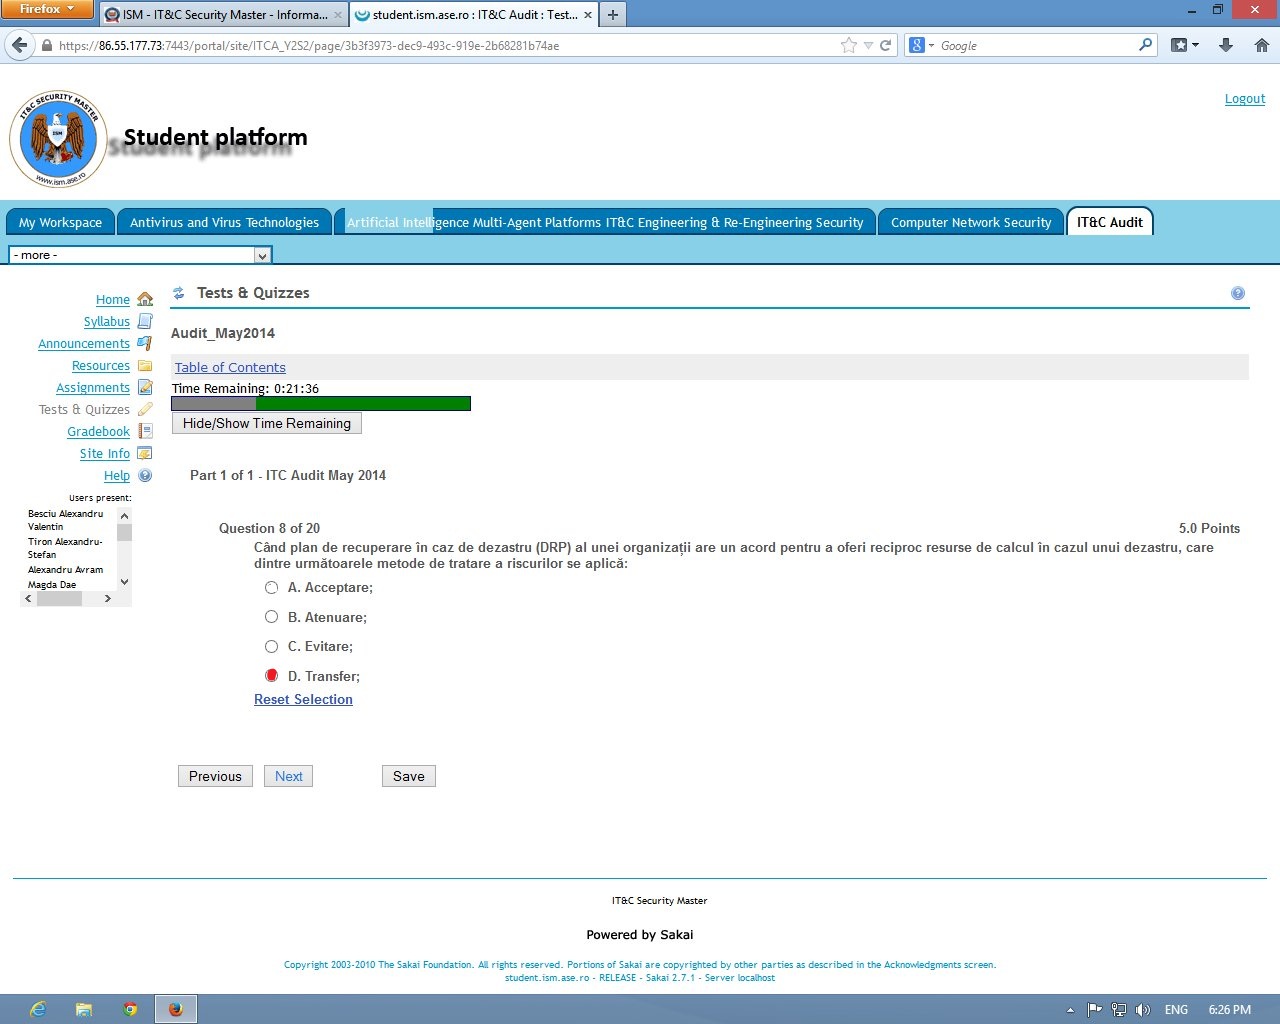 Firefox
ISM - IT&C Security Master - Informa...
student.ism.ase.ro : IT&C Audit : Test...
https://86.55.177.73:7443/portal/site/ITCA_Y2S2/page/3b3f3973-dec9-493c-919e-2b68281b74ae
Google
IT&C SECURITY MASTER
ISM
www.ism.ase.ro
Student platform
Logout
My Workspace
Antivirus and Virus Technologies
Artificial Intelligence Multi-Agent Platforms IT&C Engineering & Re-Engineering Security
Computer Network Security
IT&C Audit
- more -
Home
Syllabus
Announcements
Resources
Assignments
Tests & Quizzes
Gradebook
Site Info
Help
Users present:
Besciu Alexandru
Valentin
Tiron Alexandru-
Stefan
Alexandru Avram
Magda Dae
Tests & Quizzes
Audit_May2014
Table of Contents
Time Remaining: 0:21:36
Hide/Show Time Remaining
Part 1 of 1 - ITC Audit May 2014
Question 8 of 20
5.0 Points
Când plan de recuperare în caz de dezastru (DRP) al unei organizații are un acord pentru a oferi reciproc resurse de calcul în cazul unui dezastru, care
dintre următoarele metode de tratare a riscurilor se aplică:
A. Acceptare;
B. Atenuare;
C. Evitare;
D. Transfer;
Reset Selection
Previous
Next
Save
IT&C Security Master
Powered by Sakai
Copyright 2003-2010 The Sakai Foundation. All rights reserved. Portions of Sakai are copyrighted by other parties as described in the Acknowledgments screen.
student.ism.ase.ro - RELEASE - Sakai 2.7.1 - Server localhost
ENG
6:26 PM